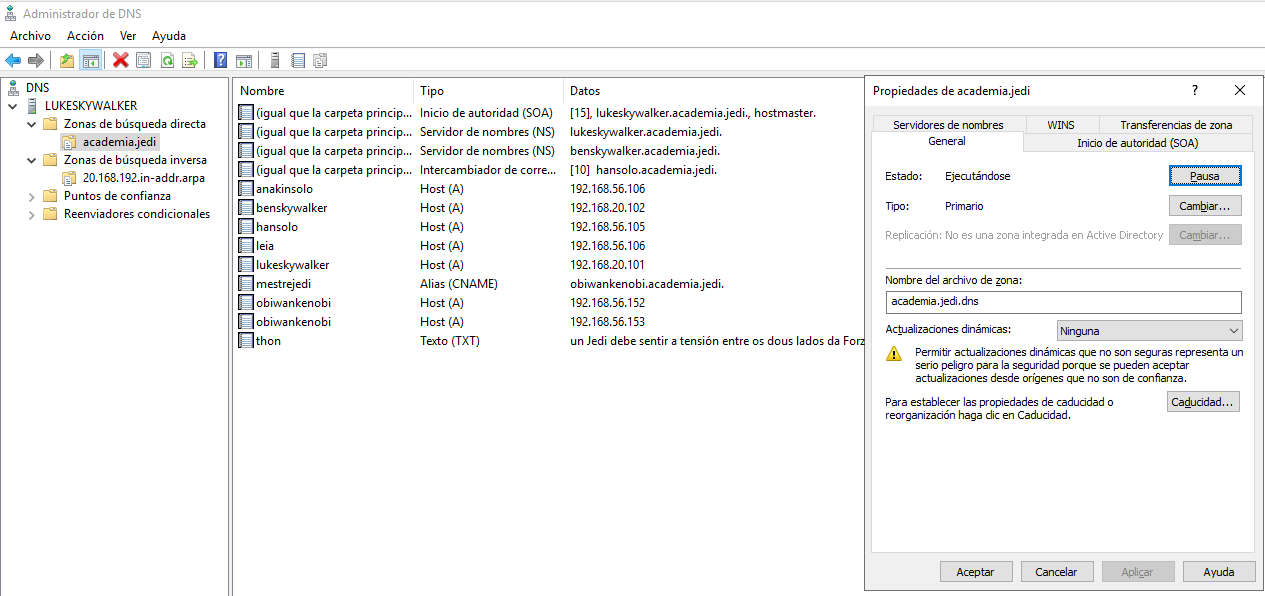 Administrador de DNS
Archivo Acción Ver Ayuda
DNS
LUKESKYWALKER
Zonas de búsqueda directa
academia.jedi
Zonas de búsqueda inversa
20.168.192.in-addr.arpa
Puntos de confianza
Reenviadores condicionales
Nombre Tipo Datos
(igual que la carpeta princip... Inicio de autoridad (SOA) [15], lukeskywalker.academia.jedi., hostmaster.
(igual que la carpeta princip... Servidor de nombres (NS) lukeskywalker.academia.jedi.
(igual que la carpeta princip... Servidor de nombres (NS) benskywalker.academia.jedi.
(igual que la carpeta princip... Intercambiador de corre... [10] hansolo.academia.jedi.
anakinsolo Host (A) 192.168.56.106
benskywalker Host (A) 192.168.20.102
hansolo Host (A) 192.168.56.105
leia Host (A) 192.168.56.106
lukeskywalker Host (A) 192.168.20.101
mestrejedi Alias (CNAME) obiwankenobi.academia.jedi.
obiwankenobi Host (A) 192.168.56.152
obiwankenobi Host (A) 192.168.56.153
thon Texto (TXT) un Jedi debe sentir a tensión entre os dous lados da Forz
Propiedades de academia.jedi
Servidores de nombres WINS Transferencias de zona
General Inicio de autoridad (SOA)
Estado: Ejecutándose Pausa
Tipo: Primario Cambiar...
Replicación: No es una zona integrada en Active Directory Cambiar...
Nombre del archivo de zona:
academia.jedi.dns
Actualizaciones dinámicas: Ninguna
Permitir actualizaciones dinámicas que no son seguras representa un
serio peligro para la seguridad porque se pueden aceptar
actualizaciones desde orígenes que no son de confianza.
Para establecer las propiedades de caducidad o
reorganización haga clic en Caducidad.
Caducidad...
Aceptar Cancelar Aplicar Ayuda